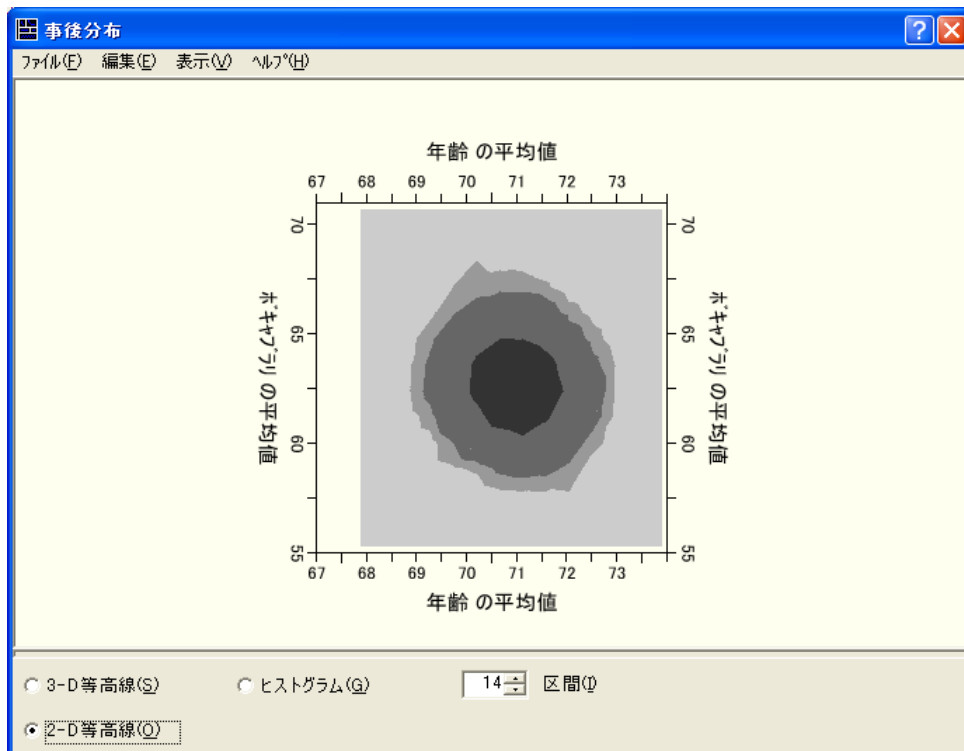 事後分布
ファイル(F) 編集(E) 表示(V) ヘルプ(H)
年齢 の平均値
67 68 69 70 71 72 73
70
65
60
55
ボキャブラリ の平均値
70
65
60
55
ボキャブラリ の平均値
67 68 69 70 71 72 73
年齢 の平均値
3-D等高線(S) ヒストグラム(G) 14 区間(I)
2-D等高線(O)